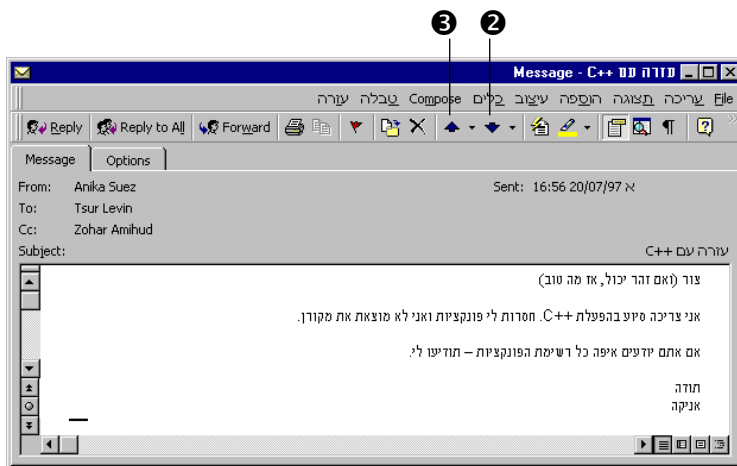 ❸ ❷
Message - C++ עזרה עם
File עריכה תצוגה הוספה עיצוב כלים Compose טבלה עזרה
Reply Reply to All Forward
Message Options
From: Anika Suez Sent: 16:56 20/07/97 א
To: Tsur Levin
Cc: Zohar Amihud
Subject: עזרה עם C++
צור (ואם זהר יכול, אז מה טוב)
אני צריכה סיוע בהפעלת C++. חסרות לי פונקציות ואני לא מוצאת את מקורן.
אם אתם יודעים איפה כל רשימת הפונקציות – תודיעו לי.
תודה
אניקה